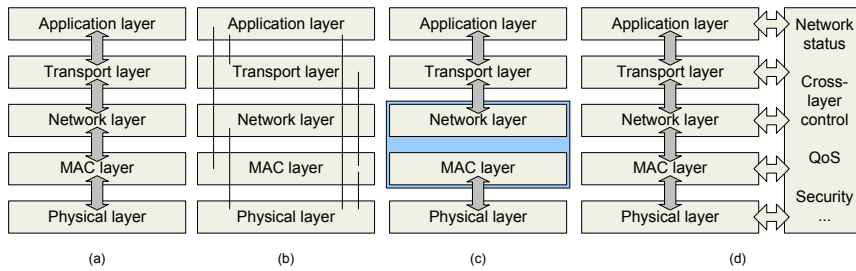 Application layer
Transport layer
Network layer
MAC layer
Physical layer
(a)
Application layer
Transport layer
Network layer
MAC layer
Physical layer
(b)
Application layer
Transport layer
Network layer
MAC layer
Physical layer
(c)
Application layer
Transport layer
Network layer
MAC layer
Physical layer
Network
status
Cross-
layer
control
QoS
Security
...
(d)